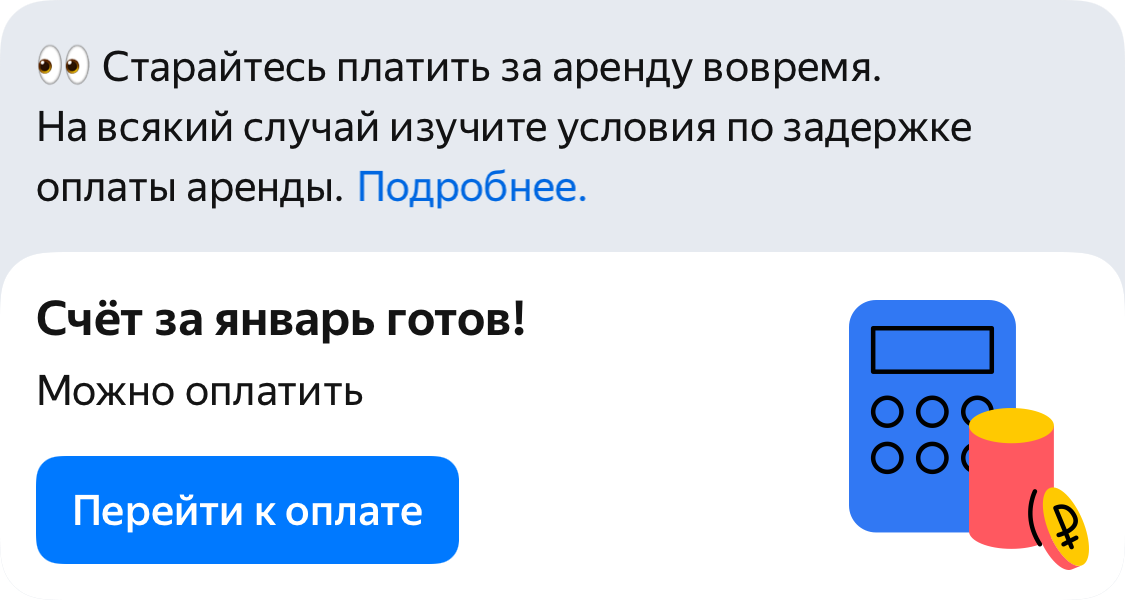 👀 Старайтесь платить за аренду вовремя.
На всякий случай изучите условия по задержке
оплаты аренды. Подробнее.
Счёт за январь готов!
Можно оплатить
Перейти к оплате
₽